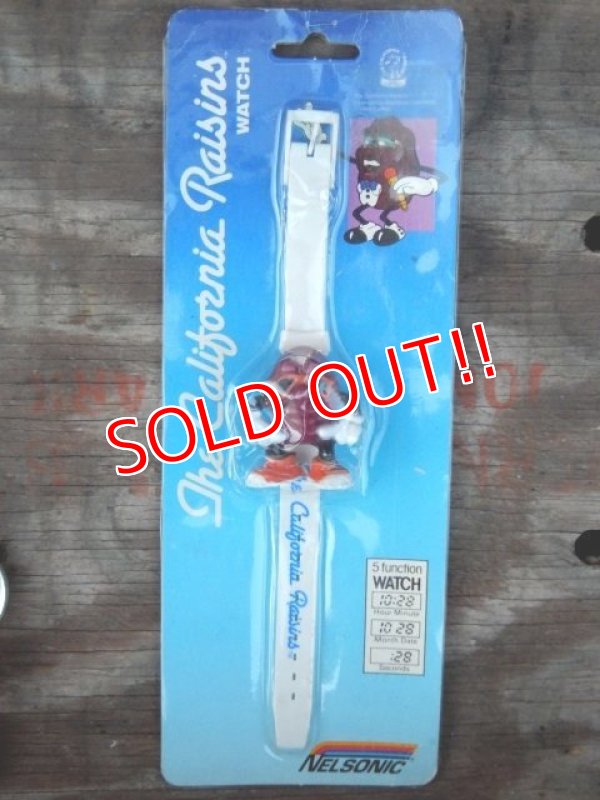 The California Raisins
WATCH
SOLD OUT!!
California Raisins
5 function
WATCH
10:28
Hour Minute
10 28
Month Date
:28
Seconds
NELSONIC